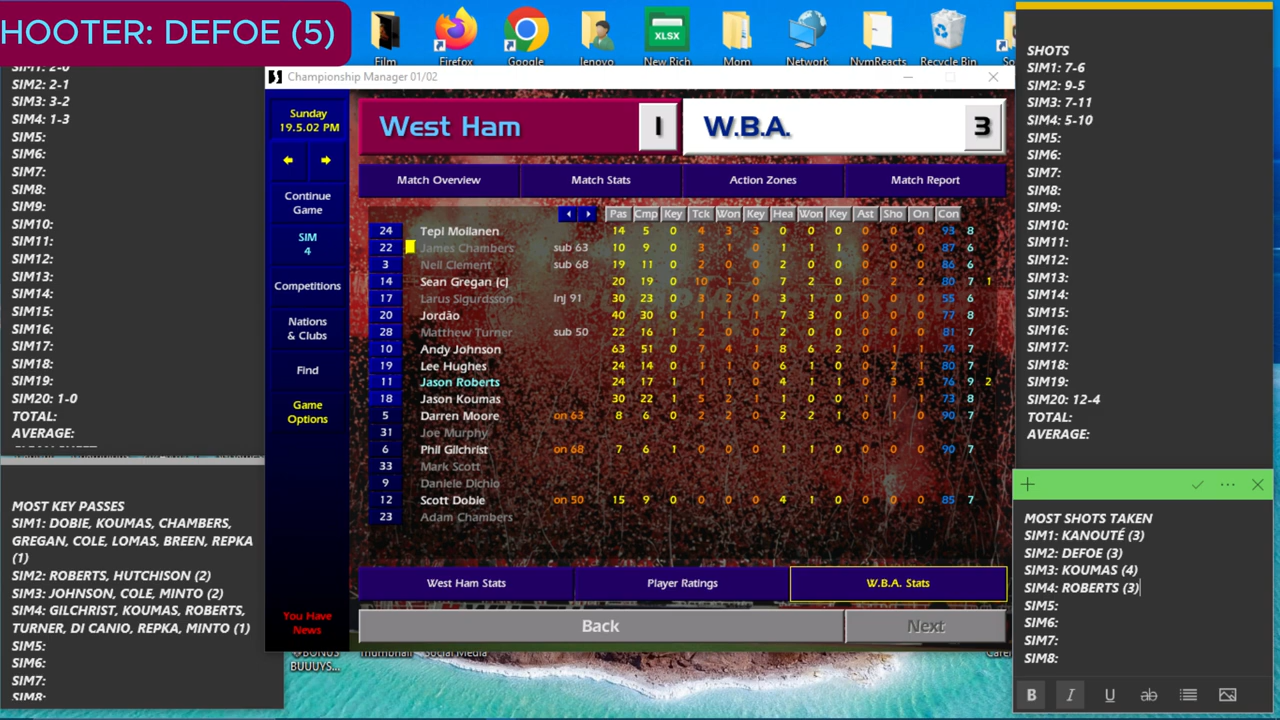 HOOTER: DEFOE (5)
SIM1: 2-0
SIM2: 2-1
SIM3: 3-2
SIM4: 1-3
SIM5:
SIM6:
SIM7:
SIM8:
SIM9:
SIM10:
SIM11:
SIM12:
SIM13:
SIM14:
SIM15:
SIM16:
SIM17:
SIM18:
SIM19:
SIM20: 1-0
TOTAL:
AVERAGE:
MOST KEY PASSES
SIM1: DOBIE, KOUMAS, CHAMBERS,
GREGAN, COLE, LOMAS, BREEN, REPKA
(1)
SIM2: ROBERTS, HUTCHISON (2)
SIM3: JOHNSON, COLE, MINTO (2)
SIM4: GILCHRIST, KOUMAS, ROBERTS,
TURNER, DI CANIO, REPKA, MINTO (1)
SIM5:
SIM6:
SIM7:
SIM8:
Film
Firefox
Google
lenovo
XLSX
New Rich
Mom
Network
NymReacts
Recycle Bin
Championship Manager 01/02
Sunday
19.5.02 PM
Continue
Game
SIM
4
Competitions
Nations
& Clubs
Find
Game
Options
You Have
News
West Ham 1 W.B.A. 3
Match Overview Match Stats Action Zones Match Report
Pas Cmp Key Tck Won Key Hea Won Key Ast Sho On Con
24 Tepi Moilanen 14 5 0 4 3 3 0 0 0 0 0 0 93 8
22 James Chambers sub 63 10 9 0 3 1 0 1 1 1 0 0 0 87 6
3 Neil Clement sub 68 19 11 0 2 0 0 2 0 0 0 0 0 86 6
14 Sean Gregan (c) 20 19 0 10 1 0 7 2 0 0 2 2 80 7 1
17 Larus Sigurdsson Inj 91 30 23 0 3 2 0 3 1 0 0 0 0 55 6
20 Jordão 40 30 0 1 1 1 7 3 0 0 0 0 77 8
28 Matthew Turner sub 50 22 16 1 2 0 0 2 0 0 0 0 0 81 7
10 Andy Johnson 63 51 0 7 4 1 8 6 2 0 1 1 74 7
19 Lee Hughes 24 14 0 1 1 0 6 1 0 0 2 1 80 7
11 Jason Roberts 24 17 1 1 1 0 4 1 1 0 3 3 76 9 2
18 Jason Koumas 30 22 1 5 2 1 1 0 0 1 1 1 73 8
5 Darren Moore on 63 8 6 0 2 2 0 2 2 1 0 0 0 90 7
31 Joe Murphy
6 Phil Gilchrist on 68 7 6 1 0 0 0 1 1 0 0 0 0 90 7
33 Mark Scott
9 Daniele Dichio
12 Scott Dobie on 50 15 9 0 0 0 0 4 1 0 0 1 0 85 7
23 Adam Chambers
West Ham Stats Player Ratings W.B.A. Stats
Back Next
BUUUYS...
Thumbnail
Social Media
SHOTS
SIM1: 7-6
SIM2: 9-5
SIM3: 7-11
SIM4: 5-10
SIM5:
SIM6:
SIM7:
SIM8:
SIM9:
SIM10:
SIM11:
SIM12:
SIM13:
SIM14:
SIM15:
SIM16:
SIM17:
SIM18:
SIM19:
SIM20: 12-4
TOTAL:
AVERAGE:
MOST SHOTS TAKEN
SIM1: KANOUTÉ (3)
SIM2: DEFOE (3)
SIM3: KOUMAS (4)
SIM4: ROBERTS (3)
SIM5:
SIM6:
SIM7:
SIM8:
B I U ab